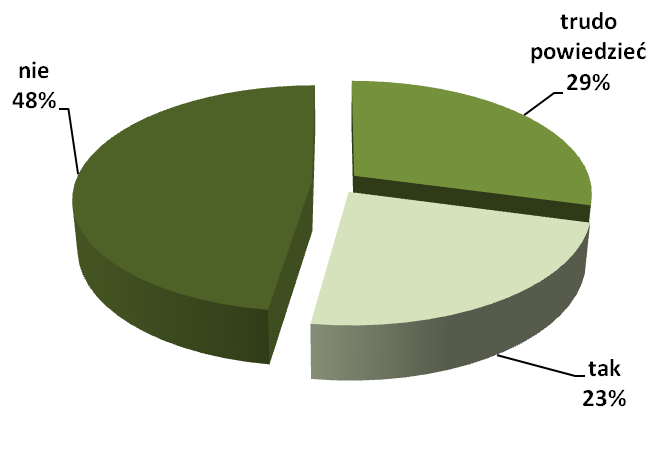 trudo
powiedzieć
29%
nie
48%
tak
23%